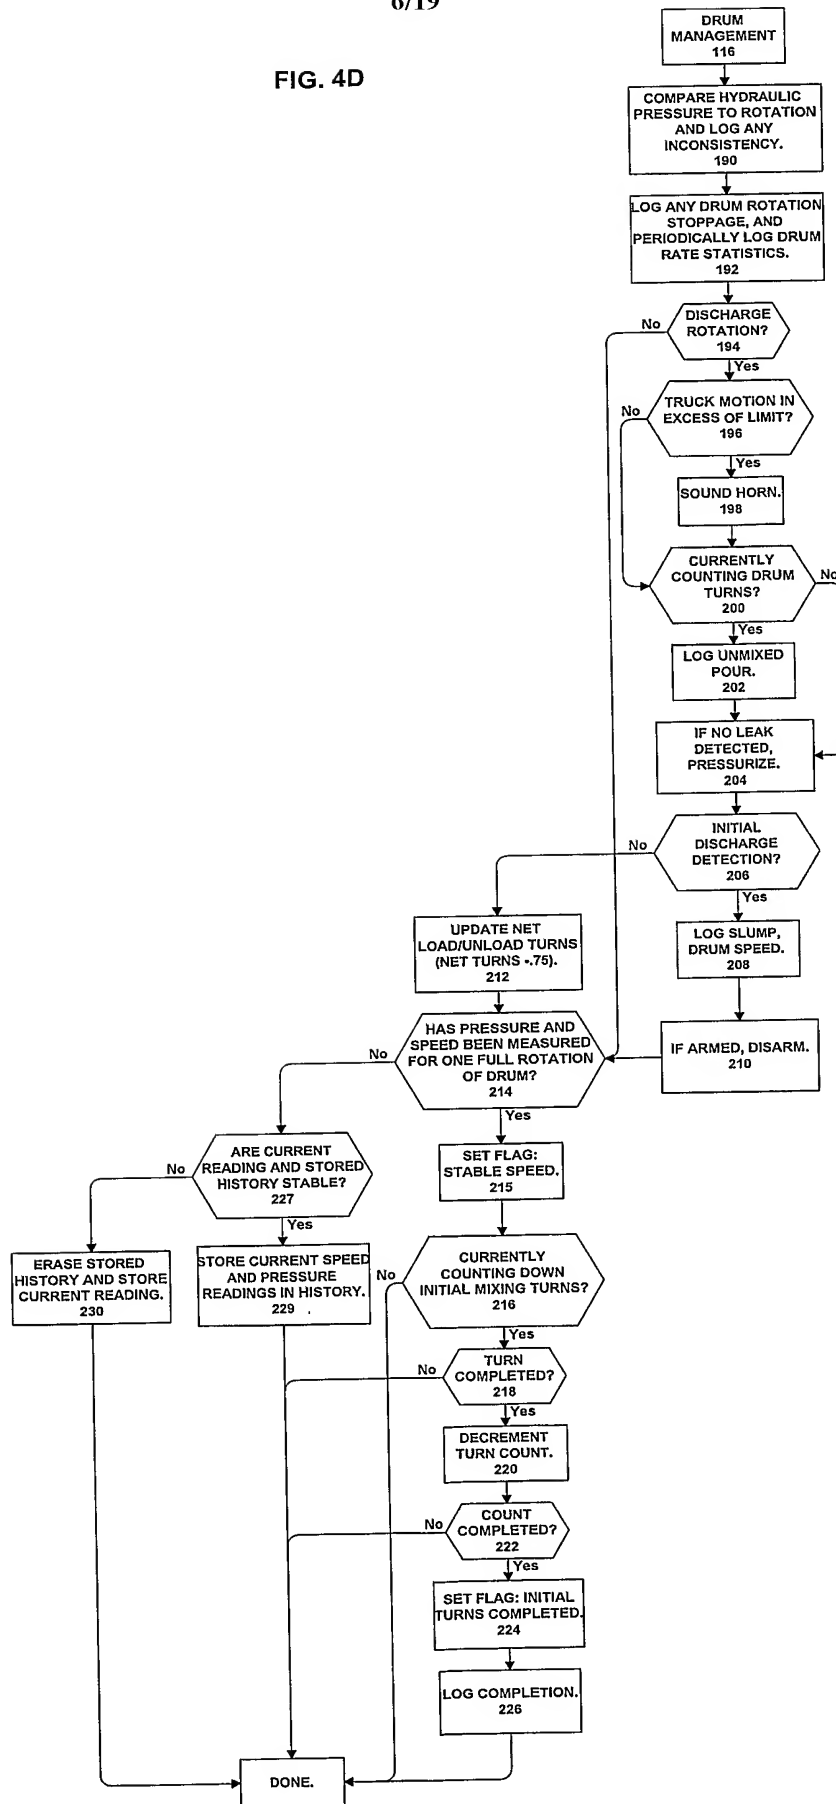 6/19
FIG. 4D
DRUM
MANAGEMENT
116
COMPARE HYDRAULIC
PRESSURE TO ROTATION
AND LOG ANY
INCONSISTENCY.
190
LOG ANY DRUM ROTATION
STOPPAGE, AND
PERIODICALLY LOG DRUM
RATE STATISTICS.
192
DISCHARGE
ROTATION?
194
No
Yes
TRUCK MOTION IN
EXCESS OF LIMIT?
196
No
Yes
SOUND HORN.
198
CURRENTLY
COUNTING DRUM
TURNS?
200
No
Yes
LOG UNMIXED
POUR.
202
IF NO LEAK
DETECTED,
PRESSURIZE.
204
INITIAL
DISCHARGE
DETECTION?
206
No
Yes
UPDATE NET
LOAD/UNLOAD TURNS
(NET TURNS -.75).
212
LOG SLUMP,
DRUM SPEED.
208
IF ARMED, DISARM.
210
HAS PRESSURE AND
SPEED BEEN MEASURED
FOR ONE FULL ROTATION
OF DRUM?
214
No
Yes
ARE CURRENT
READING AND STORED
HISTORY STABLE?
227
No
Yes
SET FLAG:
STABLE SPEED.
215
ERASE STORED
HISTORY AND STORE
CURRENT READING.
230
STORE CURRENT SPEED
AND PRESSURE
READINGS IN HISTORY.
229
CURRENTLY
COUNTING DOWN
INITIAL MIXING TURNS?
216
No
Yes
TURN
COMPLETED?
218
No
Yes
DECREMENT
TURN COUNT.
220
COUNT
COMPLETED?
222
No
Yes
SET FLAG: INITIAL
TURNS COMPLETED.
224
LOG COMPLETION.
226
DONE.